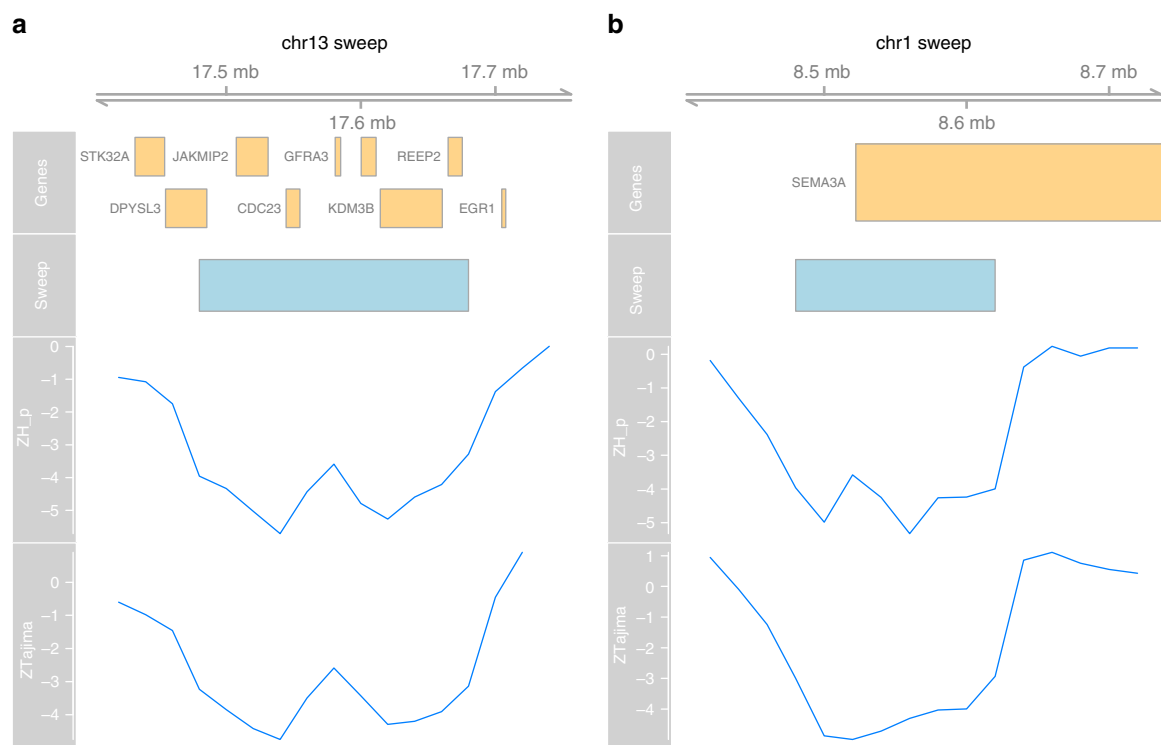 a
chr13 sweep
17.5 mb 17.7 mb
17.6 mb
Genes
STK32A JAKMIP2 GFRA3 REEP2
DPYSL3 CDC23 KDM3B EGR1
Sweep
ZH_p
0
−1
−2
−3
−4
−5
ZTajima
0
−1
−2
−3
−4
b
chr1 sweep
8.5 mb 8.7 mb
8.6 mb
Genes
SEMA3A
Sweep
ZH_p
0
−1
−2
−3
−4
−5
ZTajima
1
0
−1
−2
−3
−4